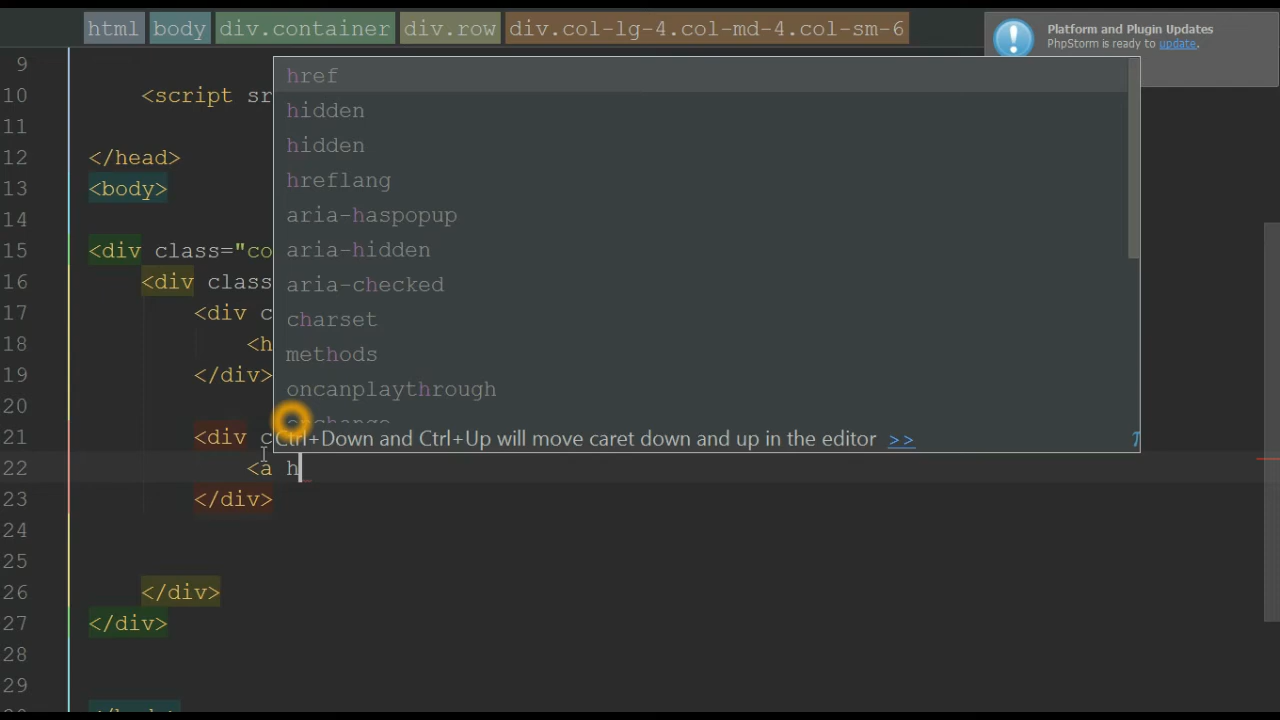 html body div.container div.row div.col-lg-4.col-md-4.col-sm-6
Platform and Plugin Updates
PhpStorm is ready to update.
9
10 <script sr
11
12 </head>
13 <body>
14
15 <div class="co
16 <div class
17 <div c
18 <h
19 </div>
20
21 <div c
22 <a h
23 </div>
24
25
26 </div>
27 </div>
28
29
href
hidden
hidden
hreflang
aria-haspopup
aria-hidden
aria-checked
charset
methods
oncanplaythrough
Ctrl+Down and Ctrl+Up will move caret down and up in the editor >>